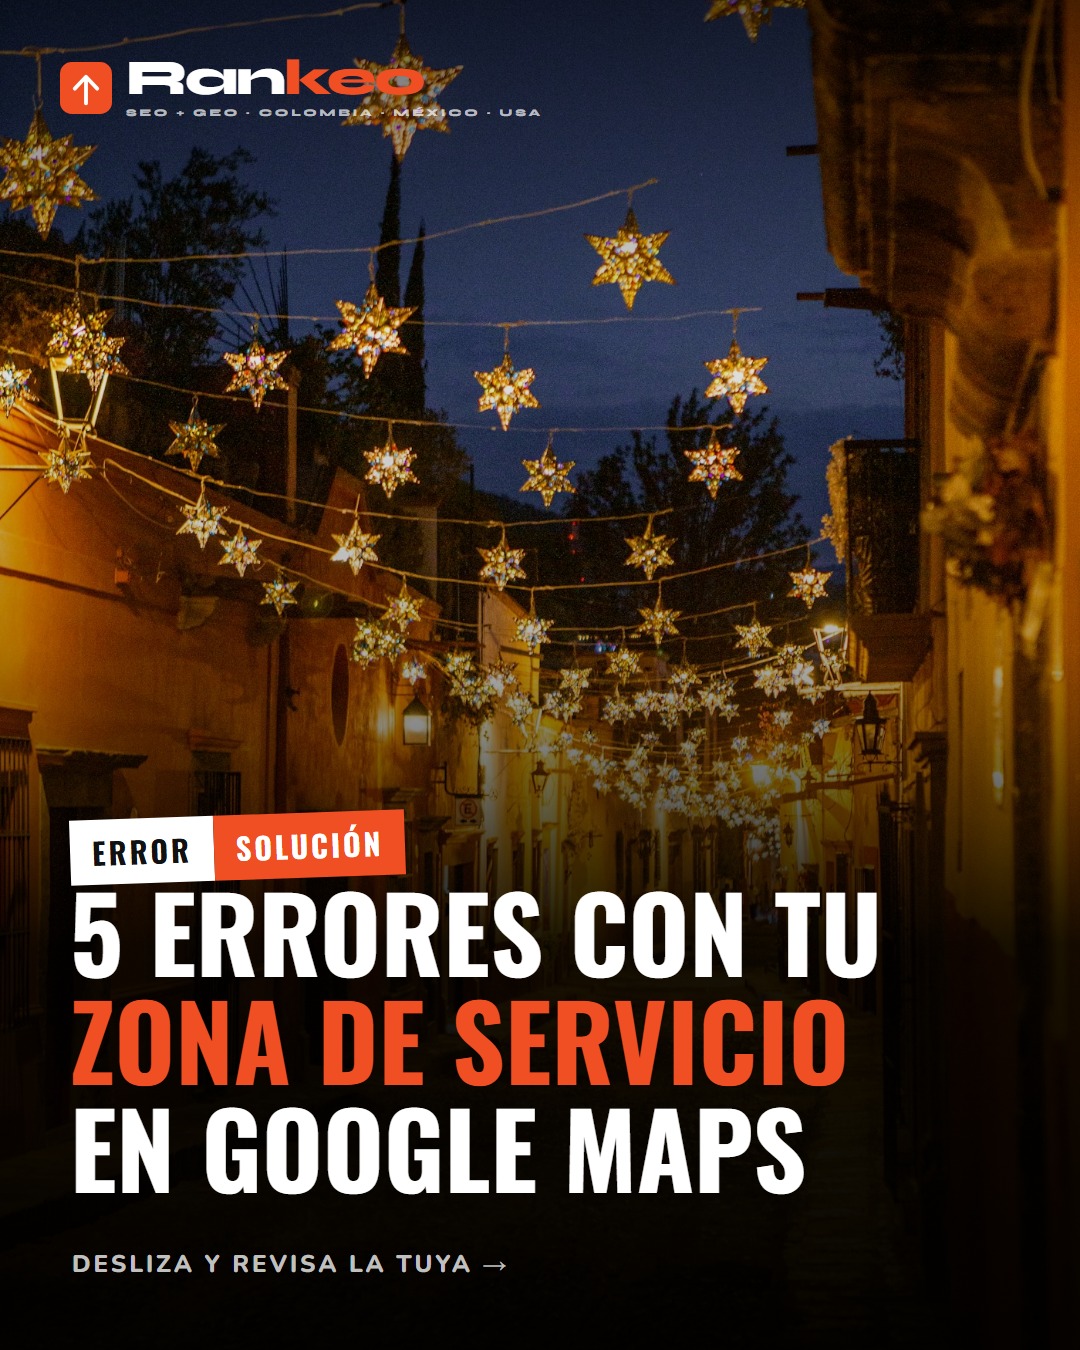 Rankeo
SEO + GEO · COLOMBIA · MÉXICO · USA
ERROR SOLUCIÓN
5 ERRORES CON TU
ZONA DE SERVICIO
EN GOOGLE MAPS
DESLIZA Y REVISA LA TUYA →